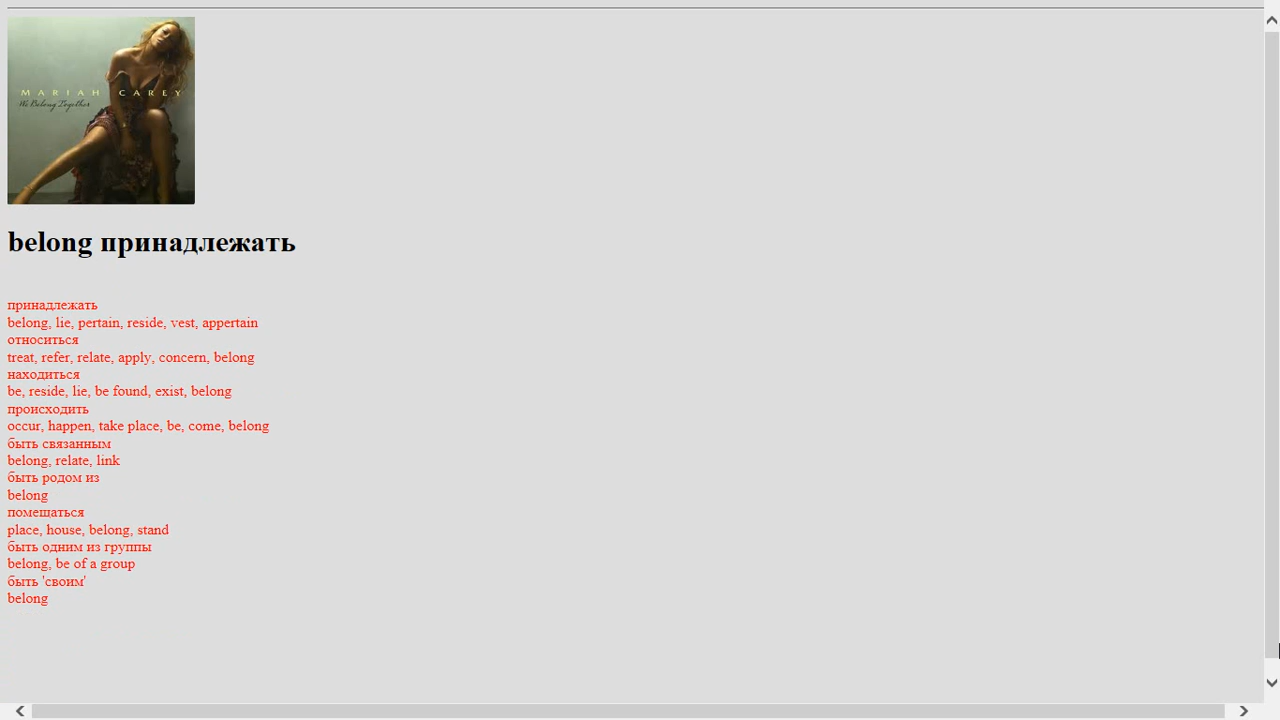 MARIAH CAREY
We Belong Together
belong принадлежать
принадлежать
belong, lie, pertain, reside, vest, appertain
относиться
treat, refer, relate, apply, concern, belong
находиться
be, reside, lie, be found, exist, belong
происходить
occur, happen, take place, be, come, belong
быть связанным
belong, relate, link
быть родом из
belong
помещаться
place, house, belong, stand
быть одним из группы
belong, be of a group
быть 'своим'
belong